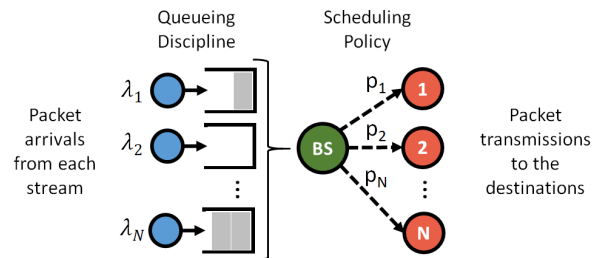 Queueing Discipline
Scheduling Policy
Packet arrivals from each stream
λ1
λ2
⋮
λN
BS
p1
p2
pN
1
2
⋮
N
Packet transmissions to the destinations